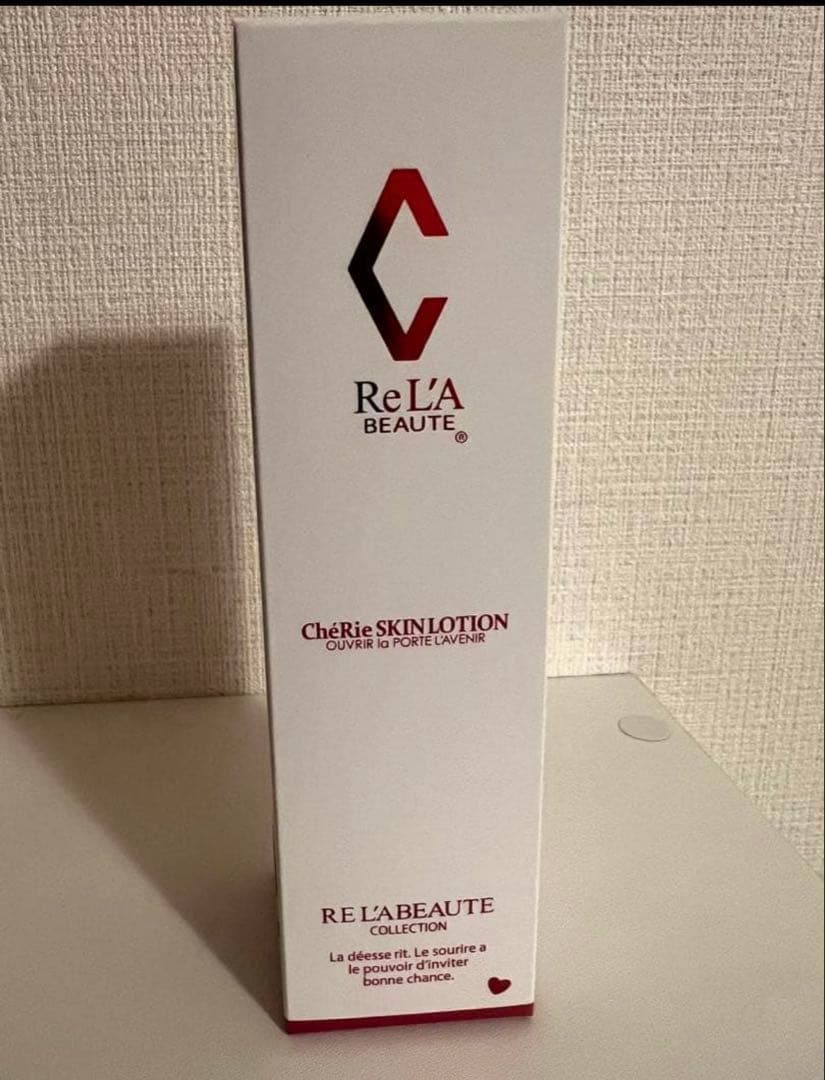 ReL'A
BEAUTE®
ChéRie SKIN LOTION
OUVRIR la PORTE L'AVENIR
RE L'ABEAUTE
COLLECTION
La déesse rit. Le sourire a
le pouvoir d'inviter
bonne chance.